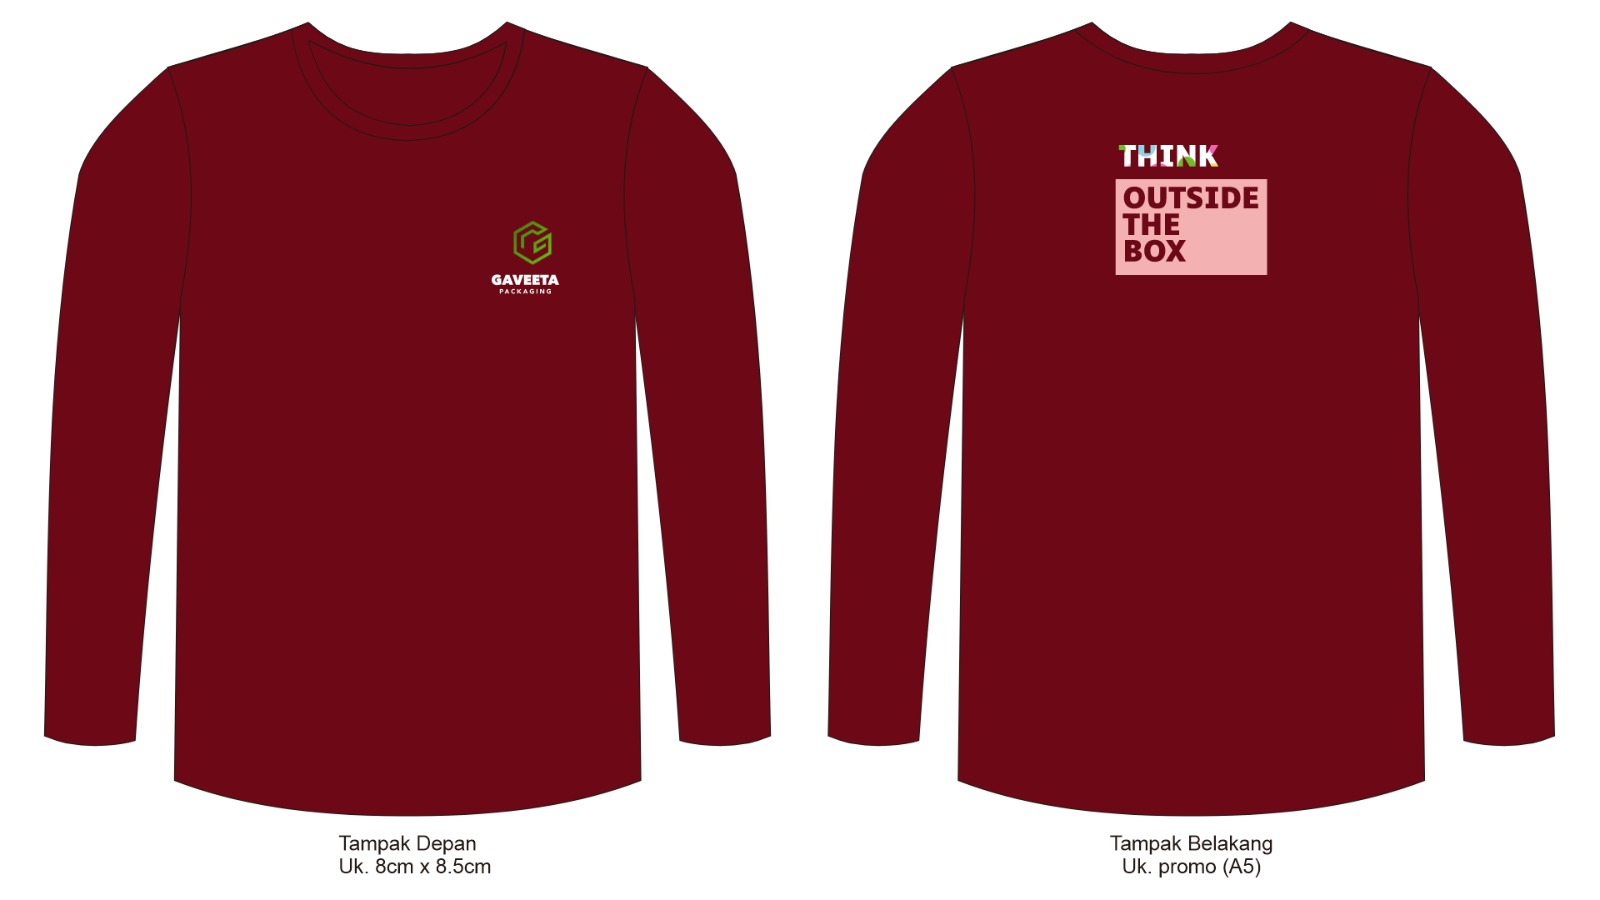 GAVEETA
PACKAGING
THINK
OUTSIDE
THE
BOX
Tampak Depan
Uk. 8cm x 8.5cm
Tampak Belakang
Uk. promo (A5)